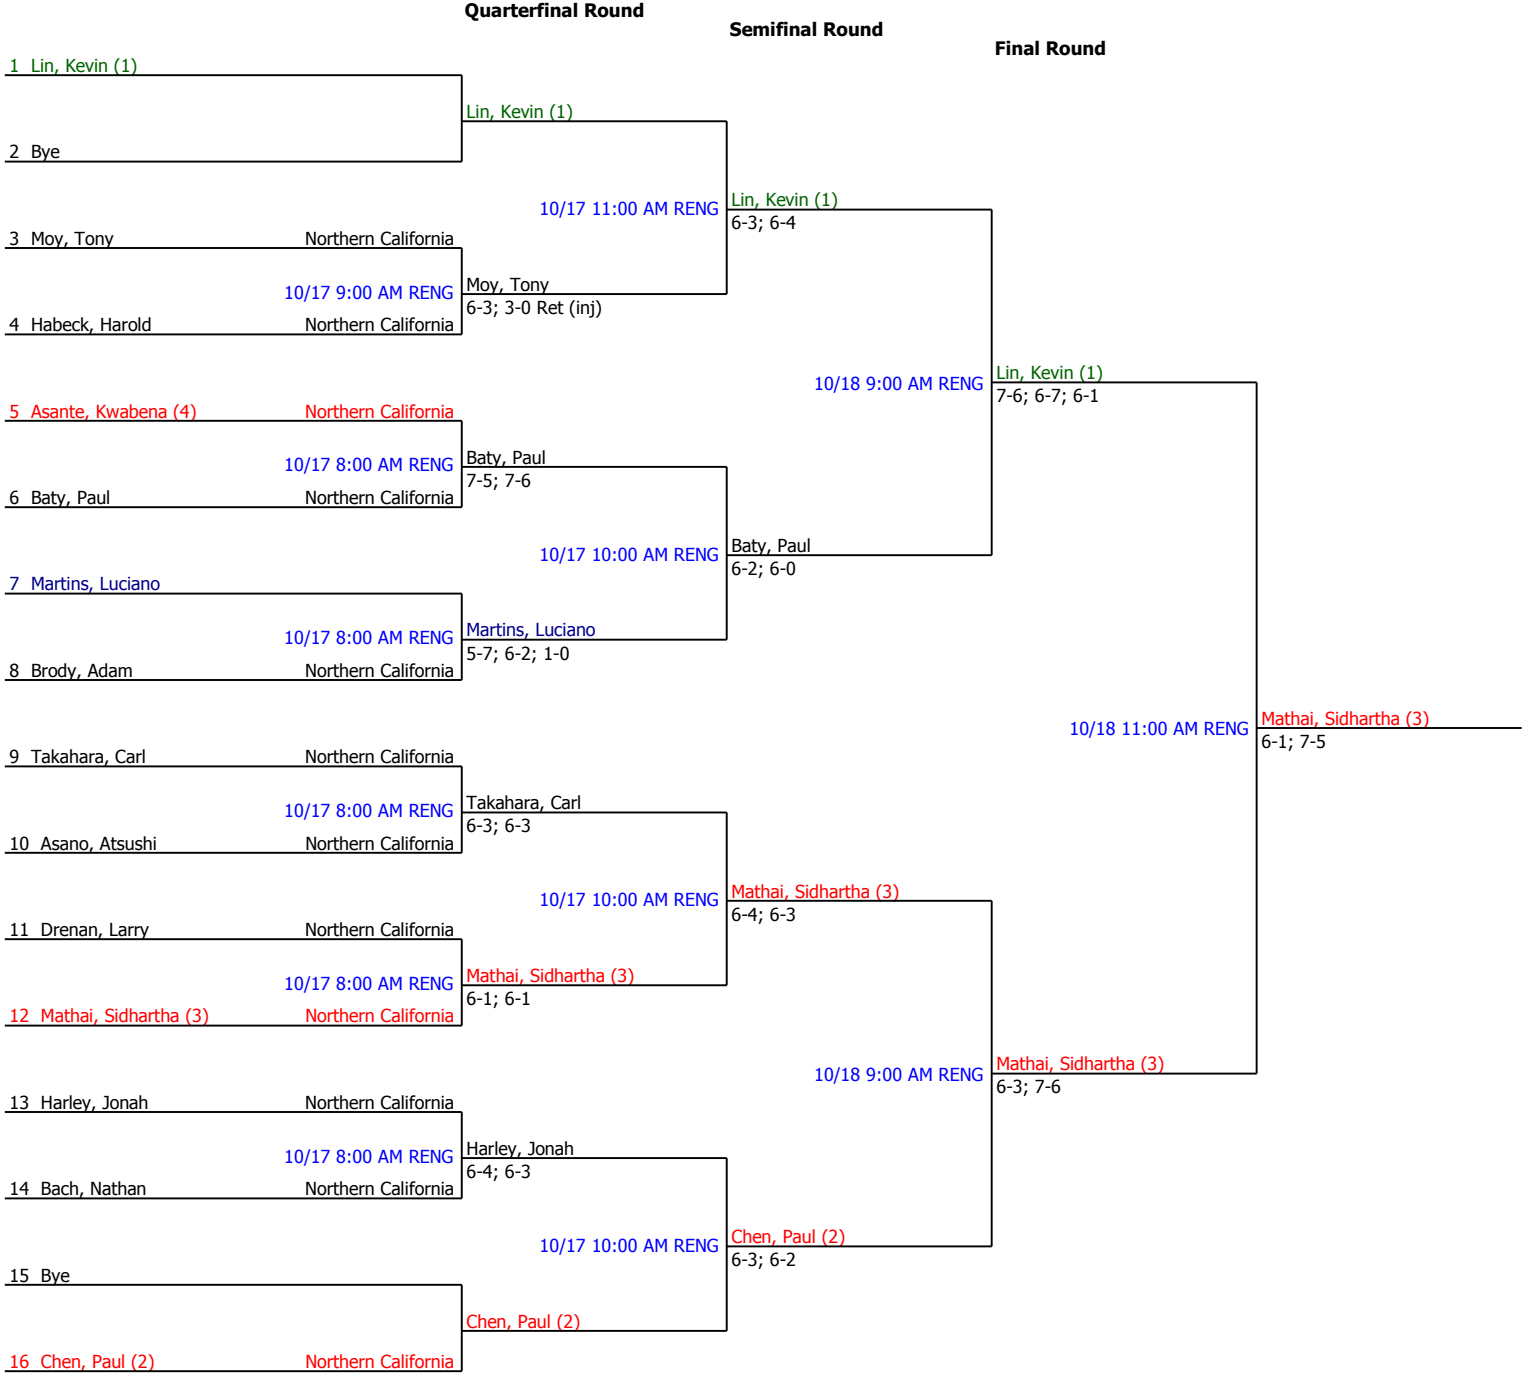 Quarterfinal Round
Semifinal Round
Final Round
1 Lin, Kevin (1)
Lin, Kevin (1)
2 Bye
10/17 11:00 AM RENG
Lin, Kevin (1)
6-3; 6-4
3 Moy, Tony Northern California
10/17 9:00 AM RENG
Moy, Tony
6-3; 3-0 Ret (inj)
4 Habeck, Harold Northern California
10/18 9:00 AM RENG
Lin, Kevin (1)
7-6; 6-7; 6-1
5 Asante, Kwabena (4) Northern California
10/17 8:00 AM RENG
Baty, Paul
7-5; 7-6
6 Baty, Paul Northern California
10/17 10:00 AM RENG
Baty, Paul
6-2; 6-0
7 Martins, Luciano
10/17 8:00 AM RENG
Martins, Luciano
5-7; 6-2; 1-0
8 Brody, Adam Northern California
10/18 11:00 AM RENG
Mathai, Sidhartha (3)
6-1; 7-5
9 Takahara, Carl Northern California
10/17 8:00 AM RENG
Takahara, Carl
6-3; 6-3
10 Asano, Atsushi Northern California
10/17 10:00 AM RENG
Mathai, Sidhartha (3)
6-4; 6-3
11 Drenan, Larry Northern California
10/17 8:00 AM RENG
Mathai, Sidhartha (3)
6-1; 6-1
12 Mathai, Sidhartha (3) Northern California
10/18 9:00 AM RENG
Mathai, Sidhartha (3)
6-3; 7-6
13 Harley, Jonah Northern California
10/17 8:00 AM RENG
Harley, Jonah
6-4; 6-3
14 Bach, Nathan Northern California
10/17 10:00 AM RENG
Chen, Paul (2)
6-3; 6-2
15 Bye
Chen, Paul (2)
16 Chen, Paul (2) Northern California